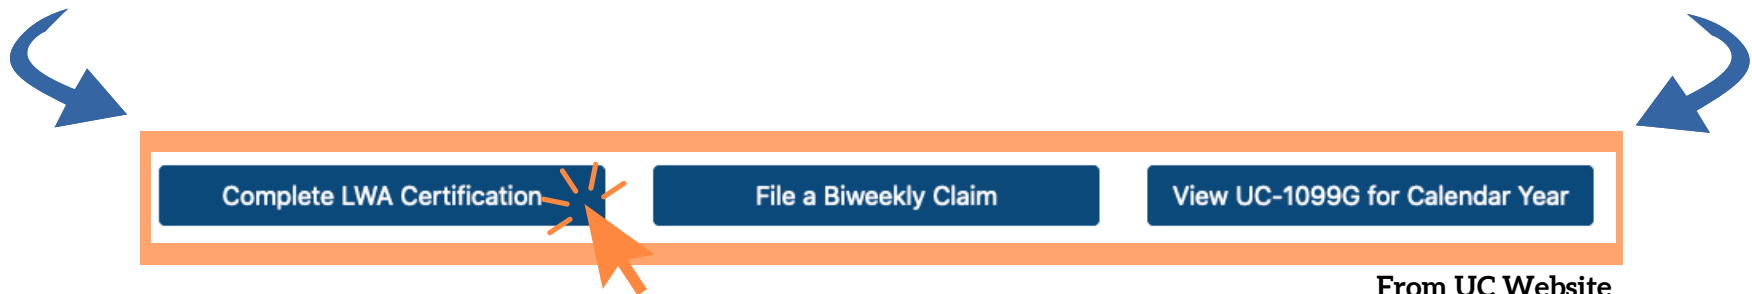 Complete LWA Certification
File a Biweekly Claim
View UC-1099G for Calendar Year
From UC Website